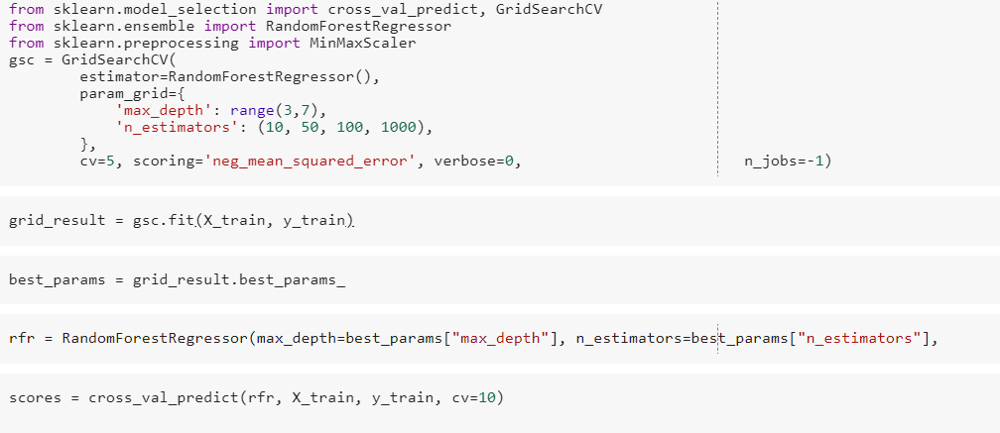 from sklearn.model_selection import cross_val_predict, GridSearchCV
from sklearn.ensemble import RandomForestRegressor
from sklearn.preprocessing import MinMaxScaler
gsc = GridSearchCV(
        estimator=RandomForestRegressor(),
        param_grid={
            'max_depth': range(3,7),
            'n_estimators': (10, 50, 100, 1000),
        },
        cv=5, scoring='neg_mean_squared_error', verbose=0,                         n_jobs=-1)
grid_result = gsc.fit(X_train, y_train)
best_params = grid_result.best_params_
rfr = RandomForestRegressor(max_depth=best_params["max_depth"], n_estimators=best_params["n_estimators"],
scores = cross_val_predict(rfr, X_train, y_train, cv=10)